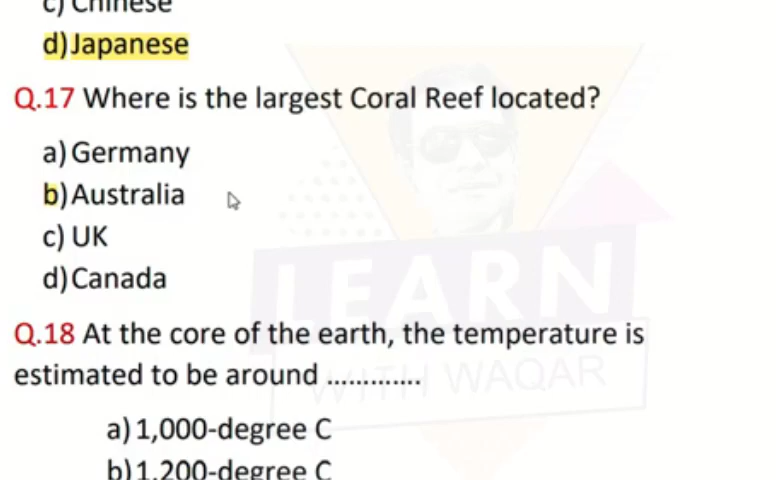 c) Chinese
d) Japanese
Q.17 Where is the largest Coral Reef located?
a) Germany
b) Australia
c) UK
d) Canada
LEARN
Q.18 At the core of the earth, the temperature is
estimated to be around .............
WITH WAQAR
a) 1,000-degree C
b) 1,200-degree C